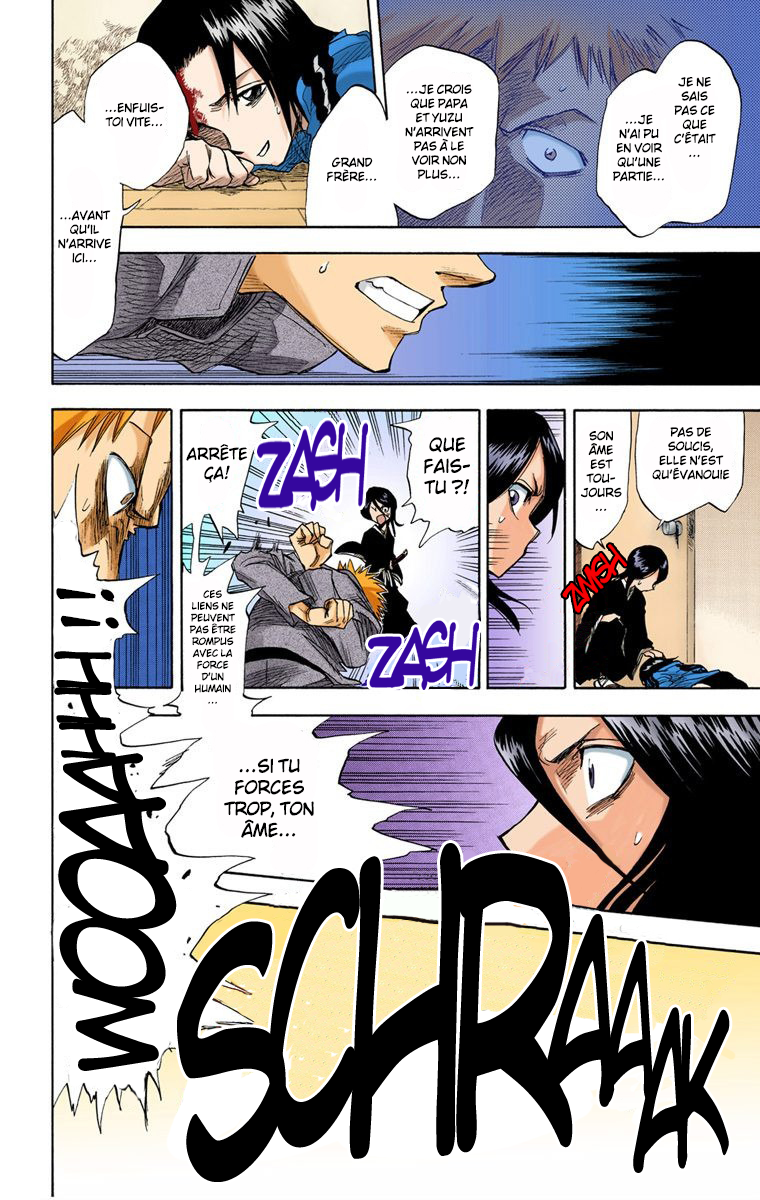 JE NE
SAIS PAS
CE QUE
C'ÉTAIT
...
...JE
N'AI PU
EN VOIR
QU'UNE
PARTIE...
...JE CROIS
QUE PAPA
ET YUZU
N'ARRIVENT
PAS À LE
VOIR NON
PLUS...
GRAND
FRÈRE...
...ENFUIS-
TOI VITE...
...AVANT
QU'IL
N'ARRIVE
ICI...
PAS DE
SOUCIS,
ELLE N'EST
QU'ÉVANOUIE
SON
ÂME EST
TOU-
JOURS
...
ZWISH
QUE
FAIS-
TU ?!
ZASH
ARRÊTE
ÇA!
ZASH
CES
LIENS NE
PEUVENT
PAS ÊTRE
ROMPUS
AVEC LA
FORCE
D'UN
HUMAIN
...
WOOAHHH!!
...SI TU
FORCES
TROP, TON
ÂME...
SCHRAAAK